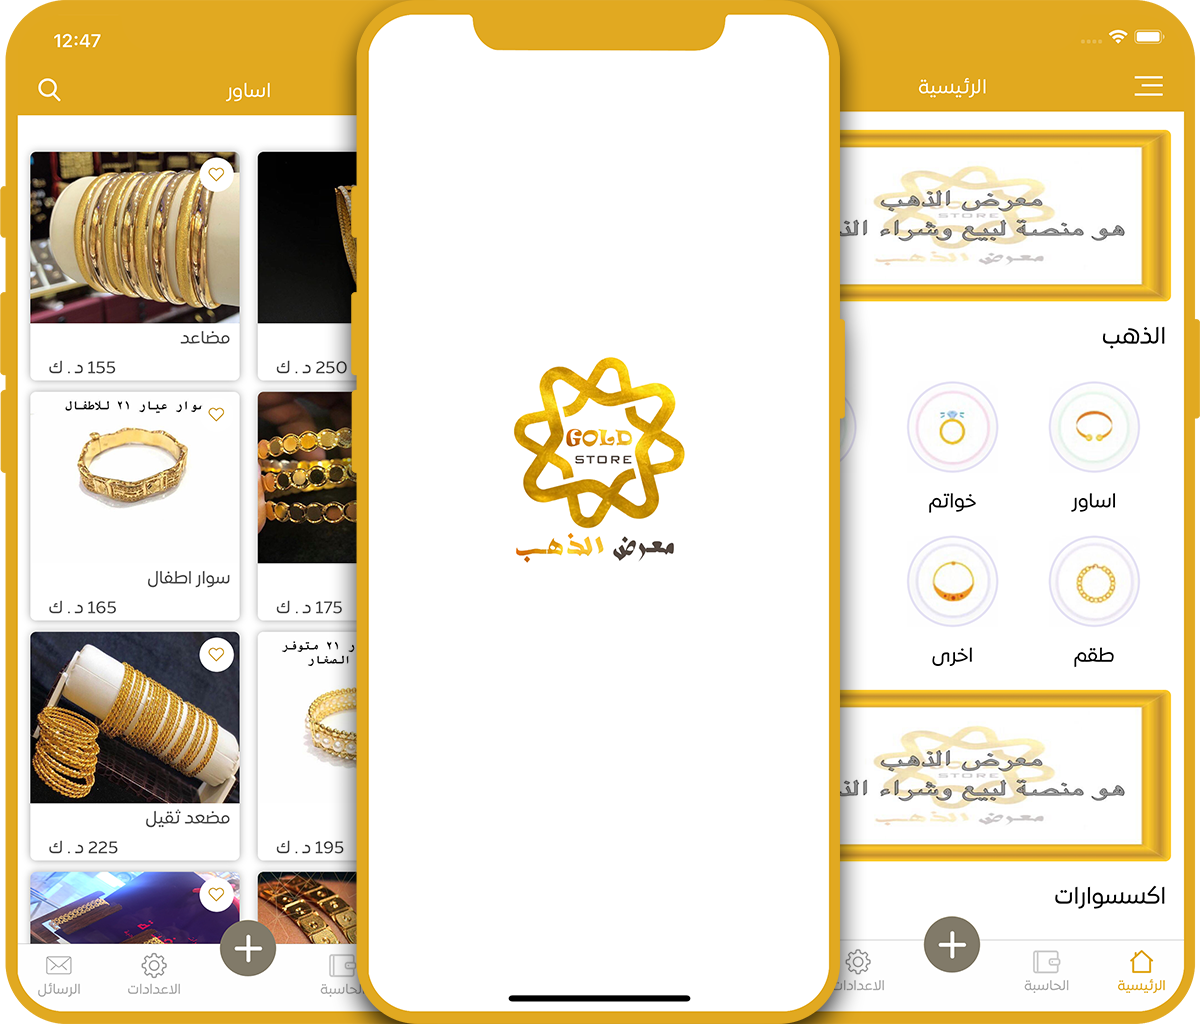 12:47
اساور
مضاعد
155 د . ك
250 د . ك
سوار عيار ٢١ للاطفال
سوار اطفال
165 د . ك
175 د . ك
٢١ متوفر
الصغار
مضعد ثقيل
225 د . ك
195 د . ك
الرسائل
الاعدادات
الحاسبة
GOLD
STORE
معرض الذهب
الرئيسية
معرض الذهب
STORE
هو منصة لبيع وشراء
معرض الذهب
الذهب
خواتم
اساور
اخرى
طقم
معرض الذهب
STORE
هو منصة لبيع وشراء
معرض الذهب
اكسسوارات
الاعدادات
الحاسبة
الرئيسية